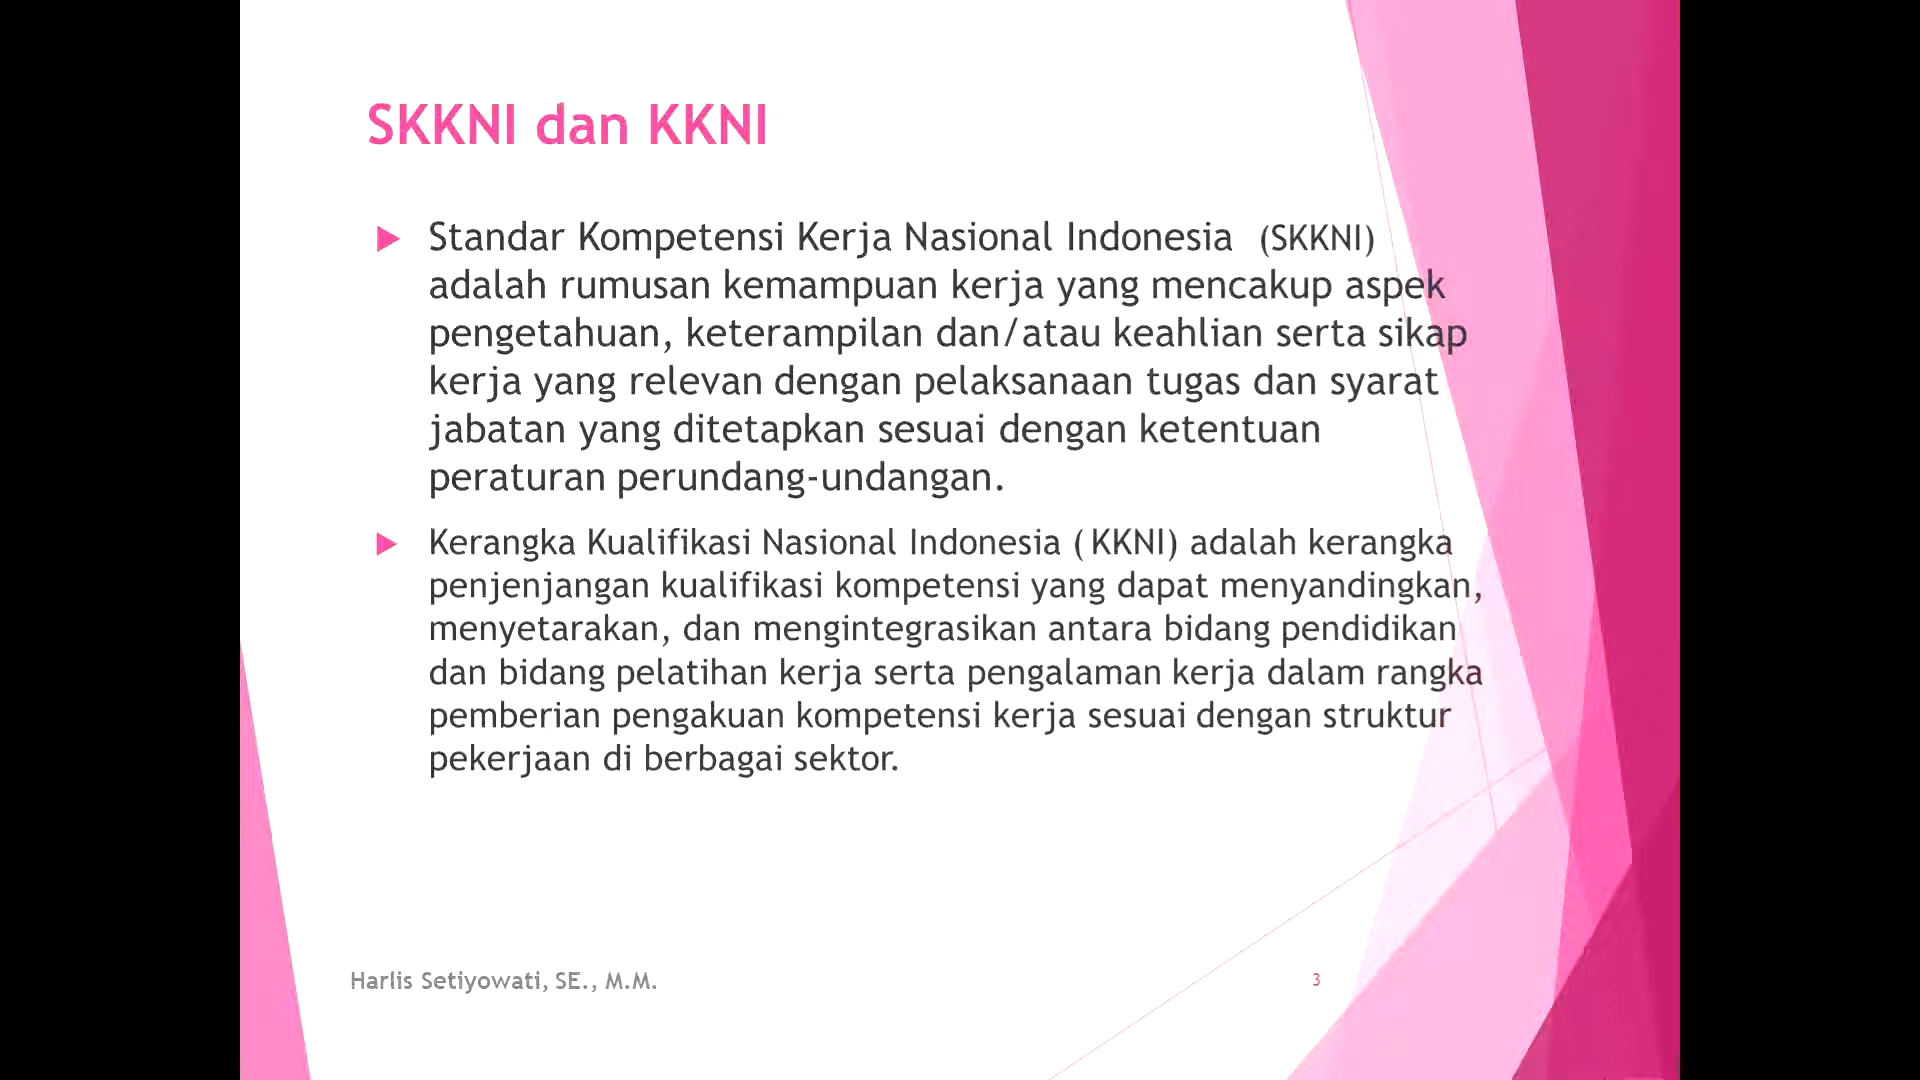 SKKNI dan KKNI
Standar Kompetensi Kerja Nasional Indonesia (SKKNI)
adalah rumusan kemampuan kerja yang mencakup aspek
pengetahuan, keterampilan dan/atau keahlian serta sikap
kerja yang relevan dengan pelaksanaan tugas dan syarat
jabatan yang ditetapkan sesuai dengan ketentuan
peraturan perundang-undangan.
Kerangka Kualifikasi Nasional Indonesia ( KKNI) adalah kerangka
penjenjangan kualifikasi kompetensi yang dapat menyandingkan,
menyetarakan, dan mengintegrasikan antara bidang pendidikan
dan bidang pelatihan kerja serta pengalaman kerja dalam rangka
pemberian pengakuan kompetensi kerja sesuai dengan struktur
pekerjaan di berbagai sektor.
Harlis Setiyowati, SE., M.M.
3